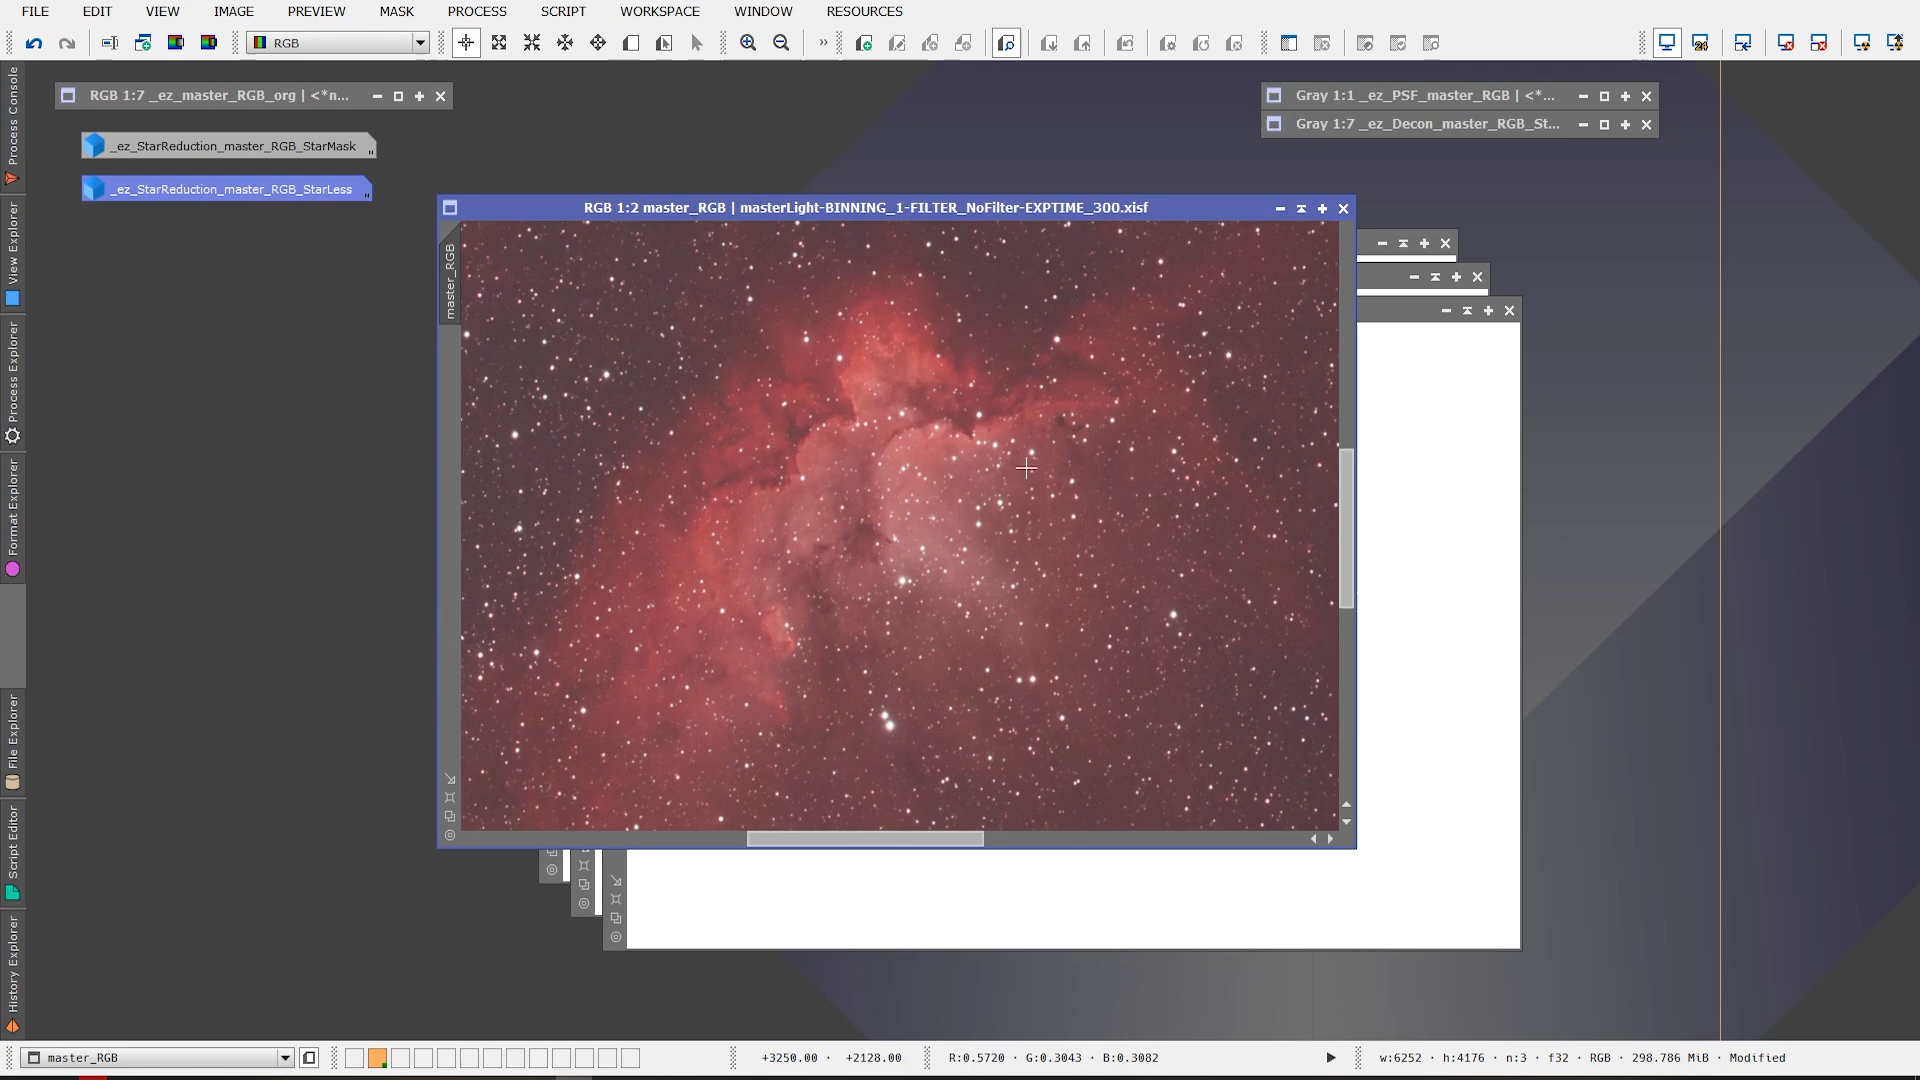 FILE EDIT VIEW IMAGE PREVIEW MASK PROCESS SCRIPT WORKSPACE WINDOW RESOURCES
RGB
»
RGB 1:7 _ez_master_RGB_org | <*n...
Gray 1:1 _ez_PSF_master_RGB | <*...
Gray 1:7 _ez_Decon_master_RGB_St...
_ez_StarReduction_master_RGB_StarMask
_ez_StarReduction_master_RGB_StarLess
RGB 1:2 master_RGB | masterLight-BINNING_1-FILTER_NoFilter-EXPTIME_300.xisf
master_RGB
Process Console
View Explorer
Process Explorer
Format Explorer
File Explorer
Script Editor
History Explorer
master_RGB
+3250.00 · +2128.00
R:0.5720 · G:0.3043 · B:0.3082
w:6252 · h:4176 · n:3 · f32 · RGB · 298.786 MiB · Modified